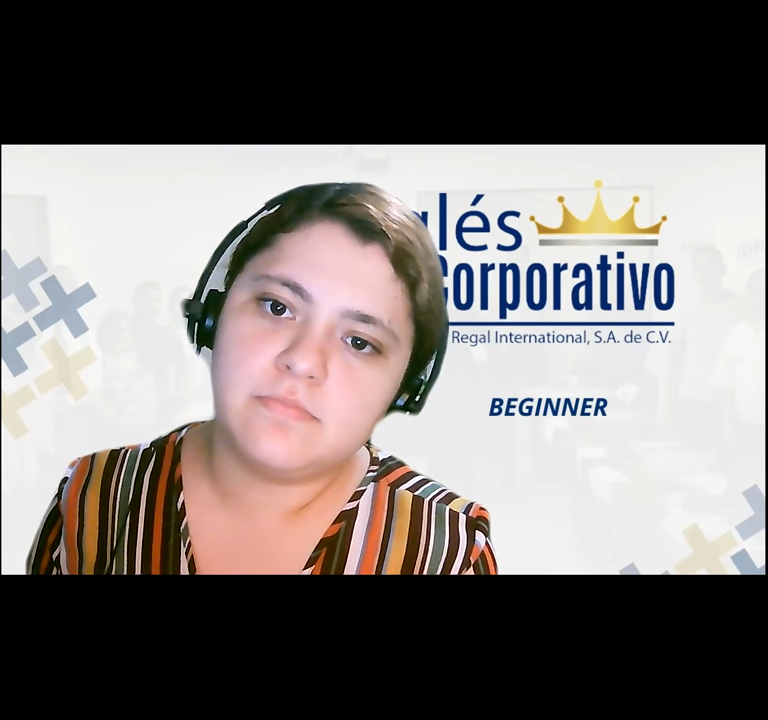 glés
Corporativo
Regal International, S.A. de C.V.
BEGINNER